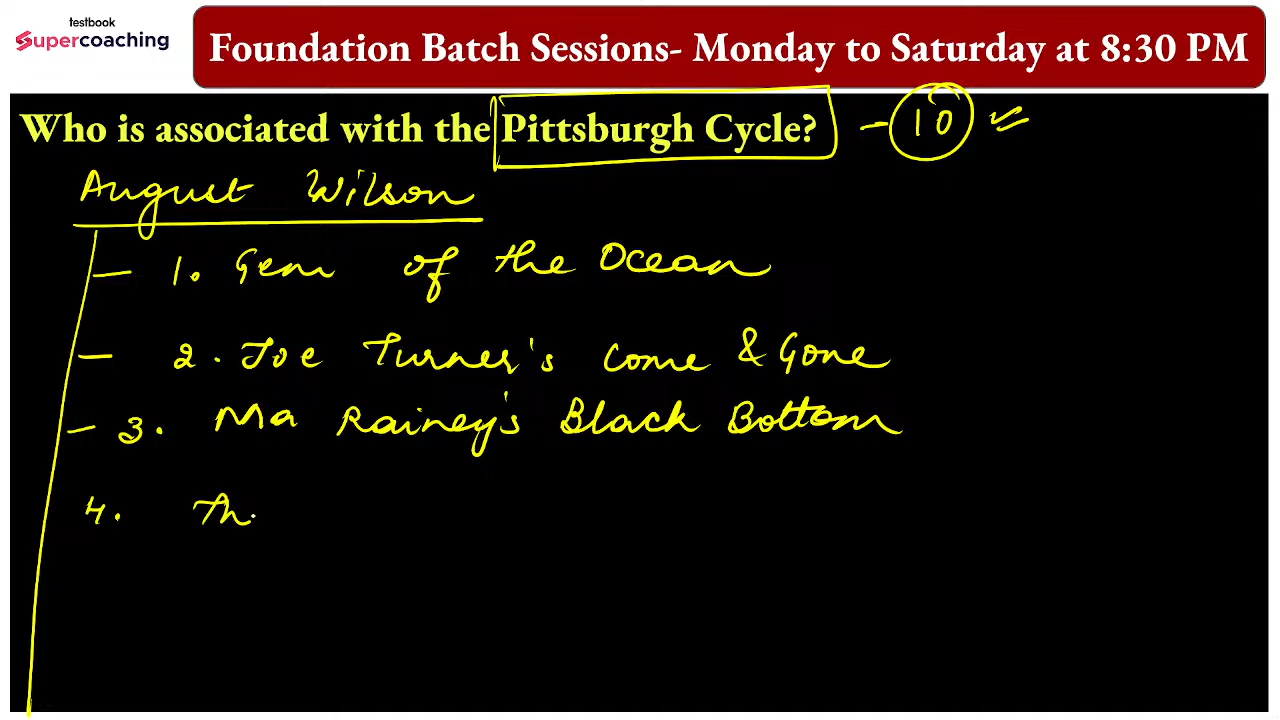 testbook
Supercoaching
Foundation Batch Sessions- Monday to Saturday at 8:30 PM
Who is associated with the Pittsburgh Cycle? - 10
August Wilson
- 1. Gem of the Ocean
- 2. Joe Turner's Come & Gone
- 3. Ma Rainey's Black Bottom
4. Th